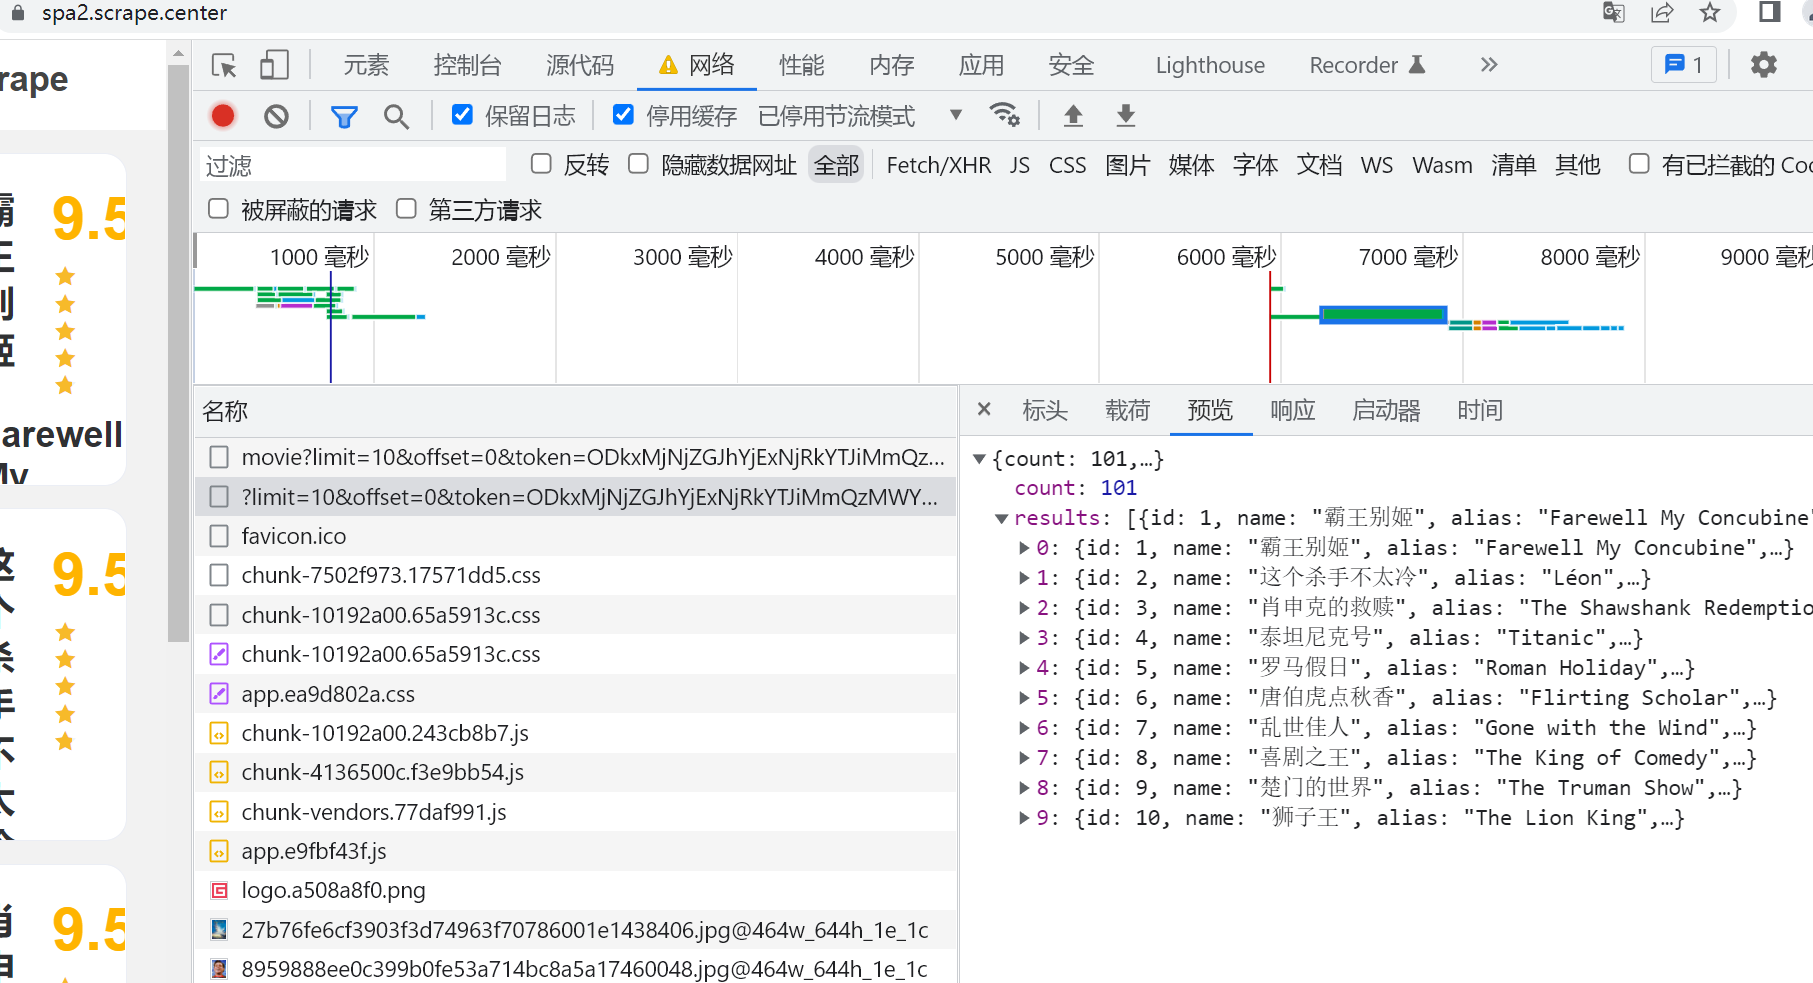 spa2.scrape.center
rape
9.5
霸
王
别
姬
arewell
My
9.5
这
个
杀
手
不
太
冷
9.5
肖
申
元素 控制台 源代码 网络 性能 内存 应用 安全 Lighthouse Recorder 1
保留日志 停用缓存 已停用节流模式
过滤 反转 隐藏数据网址 全部 Fetch/XHR JS CSS 图片 媒体 字体 文档 WS Wasm 清单 其他 有已拦截的 Coo
被屏蔽的请求 第三方请求
1000 毫秒 2000 毫秒 3000 毫秒 4000 毫秒 5000 毫秒 6000 毫秒 7000 毫秒 8000 毫秒 9000 毫秒
名称
movie?limit=10&offset=0&token=ODkxMjNjZGJhYjExNjRkYTJiMmQz...
?limit=10&offset=0&token=ODkxMjNjZGJhYjExNjRkYTJiMmQzMWY...
favicon.ico
chunk-7502f973.17571dd5.css
chunk-10192a00.65a5913c.css
chunk-10192a00.65a5913c.css
app.ea9d802a.css
chunk-10192a00.243cb8b7.js
chunk-4136500c.f3e9bb54.js
chunk-vendors.77daf991.js
app.e9fbf43f.js
logo.a508a8f0.png
27b76fe6cf3903f3d74963f70786001e1438406.jpg@464w_644h_1e_1c
8959888ee0c399b0fe53a714bc8a5a17460048.jpg@464w_644h_1e_1c
标头 载荷 预览 响应 启动器 时间
{count: 101,…}
count: 101
results: [{id: 1, name: "霸王别姬", alias: "Farewell My Concubine"
0: {id: 1, name: "霸王别姬", alias: "Farewell My Concubine",…}
1: {id: 2, name: "这个杀手不太冷", alias: "Léon",…}
2: {id: 3, name: "肖申克的救赎", alias: "The Shawshank Redemptio
3: {id: 4, name: "泰坦尼克号", alias: "Titanic",…}
4: {id: 5, name: "罗马假日", alias: "Roman Holiday",…}
5: {id: 6, name: "唐伯虎点秋香", alias: "Flirting Scholar",…}
6: {id: 7, name: "乱世佳人", alias: "Gone with the Wind",…}
7: {id: 8, name: "喜剧之王", alias: "The King of Comedy",…}
8: {id: 9, name: "楚门的世界", alias: "The Truman Show",…}
9: {id: 10, name: "狮子王", alias: "The Lion King",…}